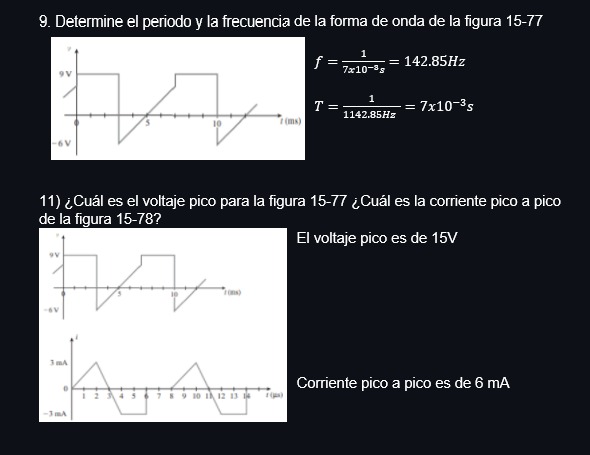 9. Determine el periodo y la frecuencia de la forma de onda de la figura 15-77
f = 1/7x10⁻³s = 142.85Hz
9 V
T = 1/1142.85Hz = 7x10⁻³s
0 5 10 t (ms)
-6 V
11) ¿Cuál es el voltaje pico para la figura 15-77 ¿Cuál es la corriente pico a pico
de la figura 15-78?
El voltaje pico es de 15V
9 V
0 5 10 t (ms)
-6 V
i
3 mA
Corriente pico a pico es de 6 mA
0
1 2 3 4 5 6 7 8 9 10 11 12 13 14 t (μs)
-3 mA